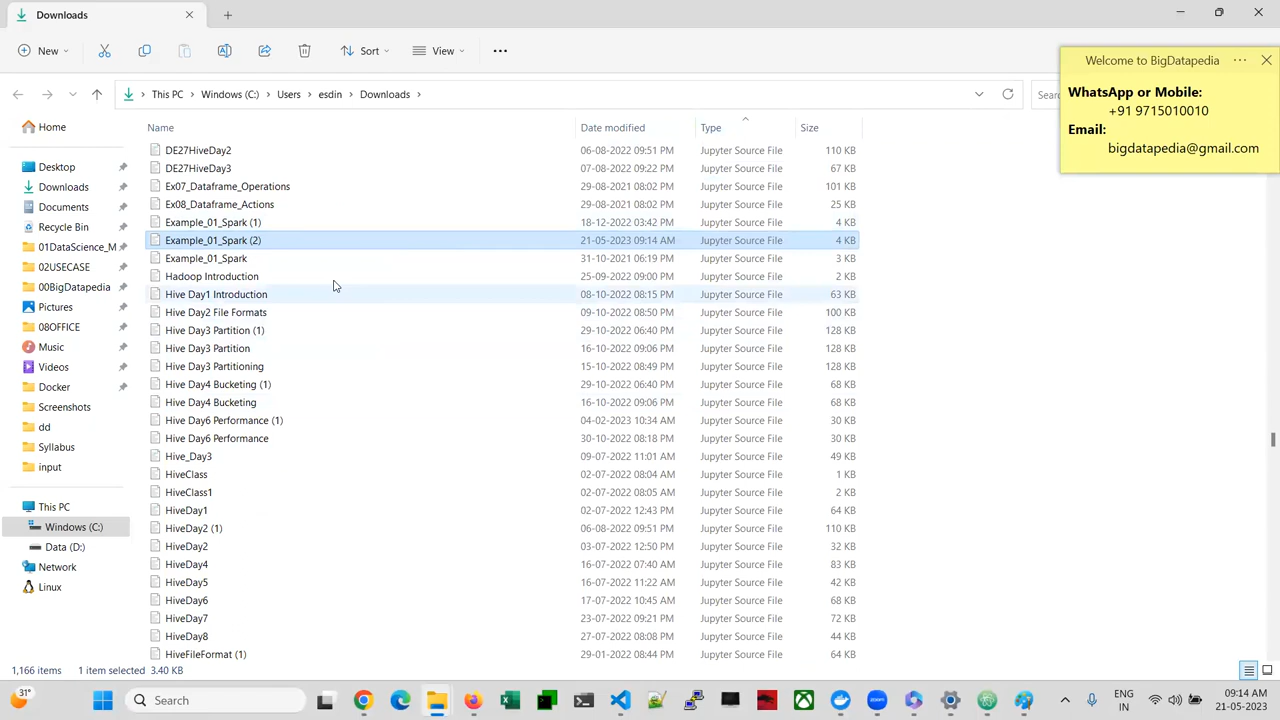 Downloads
New
Sort
View
Welcome to BigDatapedia
WhatsApp or Mobile:
+91 9715010010
Email:
bigdatapedia@gmail.com
This PC > Windows (C:) > Users > esdin > Downloads >
Sear
Home
Desktop
Downloads
Documents
Recycle Bin
01DataScience_M
02USECASE
00BigDatapedia
Pictures
08OFFICE
Music
Videos
Docker
Screenshots
dd
Syllabus
input
This PC
Windows (C:)
Data (D:)
Network
Linux
Name Date modified Type Size
DE27HiveDay2 06-08-2022 09:51 PM Jupyter Source File 110 KB
DE27HiveDay3 07-08-2022 09:22 PM Jupyter Source File 67 KB
Ex07_Dataframe_Operations 29-08-2021 08:02 PM Jupyter Source File 101 KB
Ex08_Dataframe_Actions 29-08-2021 08:02 PM Jupyter Source File 25 KB
Example_01_Spark (1) 18-12-2022 03:42 PM Jupyter Source File 4 KB
Example_01_Spark (2) 21-05-2023 09:14 AM Jupyter Source File 4 KB
Example_01_Spark 31-10-2021 06:19 PM Jupyter Source File 3 KB
Hadoop Introduction 25-09-2022 09:00 PM Jupyter Source File 2 KB
Hive Day1 Introduction 08-10-2022 08:15 PM Jupyter Source File 63 KB
Hive Day2 File Formats 09-10-2022 08:50 PM Jupyter Source File 100 KB
Hive Day3 Partition (1) 29-10-2022 06:40 PM Jupyter Source File 128 KB
Hive Day3 Partition 16-10-2022 09:06 PM Jupyter Source File 128 KB
Hive Day3 Partitioning 15-10-2022 08:49 PM Jupyter Source File 128 KB
Hive Day4 Bucketing (1) 29-10-2022 06:40 PM Jupyter Source File 68 KB
Hive Day4 Bucketing 16-10-2022 09:06 PM Jupyter Source File 68 KB
Hive Day6 Performance (1) 04-02-2023 10:34 AM Jupyter Source File 30 KB
Hive Day6 Performance 30-10-2022 08:18 PM Jupyter Source File 30 KB
Hive_Day3 09-07-2022 11:01 AM Jupyter Source File 49 KB
HiveClass 02-07-2022 08:04 AM Jupyter Source File 1 KB
HiveClass1 02-07-2022 08:05 AM Jupyter Source File 2 KB
HiveDay1 02-07-2022 12:43 PM Jupyter Source File 64 KB
HiveDay2 (1) 06-08-2022 09:51 PM Jupyter Source File 110 KB
HiveDay2 03-07-2022 12:50 PM Jupyter Source File 32 KB
HiveDay4 16-07-2022 07:40 AM Jupyter Source File 83 KB
HiveDay5 16-07-2022 11:22 AM Jupyter Source File 42 KB
HiveDay6 17-07-2022 10:45 AM Jupyter Source File 68 KB
HiveDay7 23-07-2022 09:21 PM Jupyter Source File 72 KB
HiveDay8 27-07-2022 08:08 PM Jupyter Source File 44 KB
HiveFileFormat (1) 29-01-2022 08:44 PM Jupyter Source File 64 KB
1,166 items 1 item selected 3.40 KB
31°
Search
ENG
IN
09:14 AM
21-05-2023